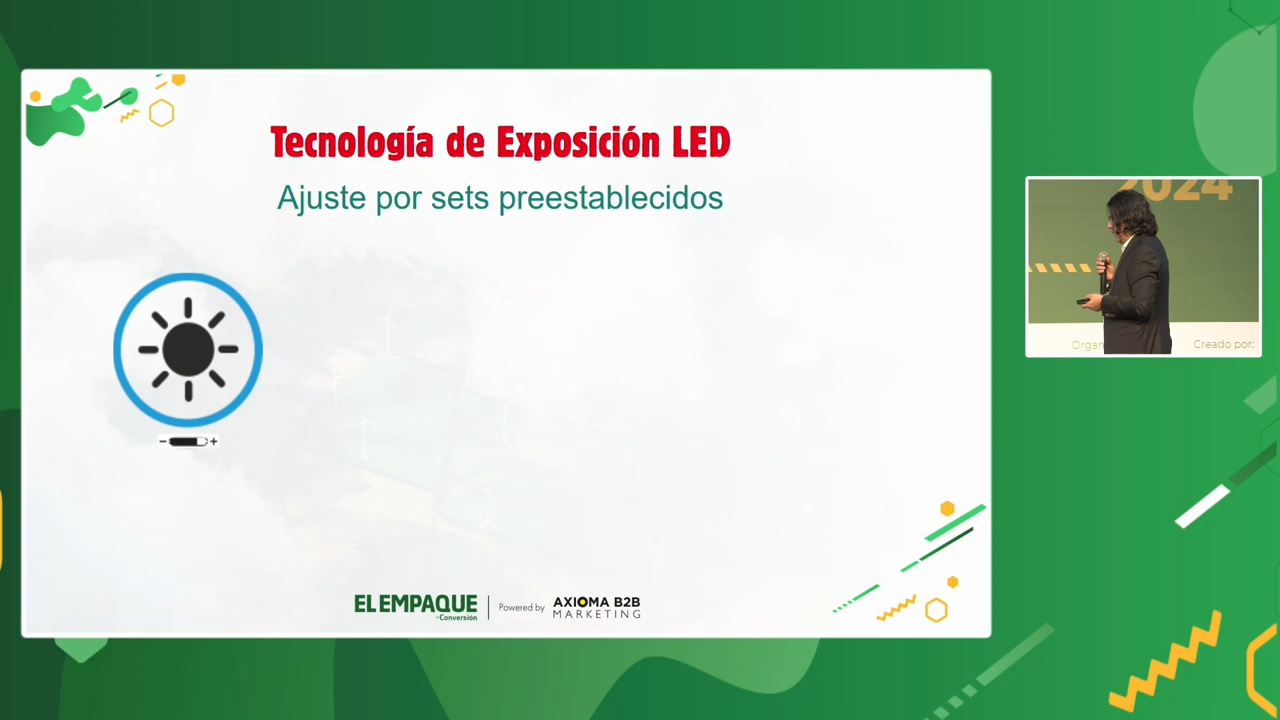 Tecnología de Exposición LED
Ajuste por sets preestablecidos
- +
EL EMPAQUE
+Conversión
Powered by
AXIOMA B2B
MARKETING
2024
Creado por: